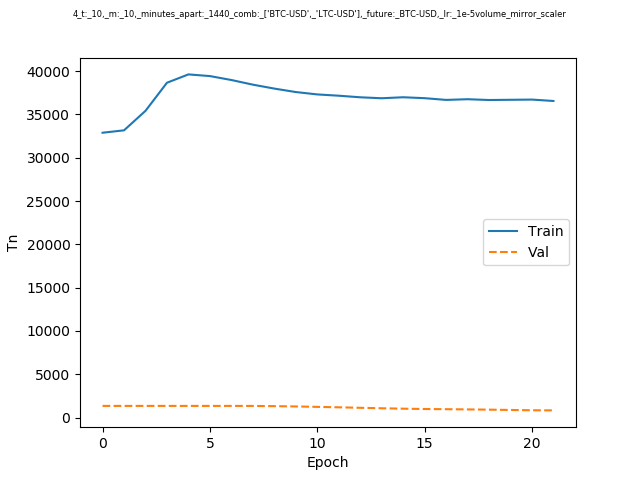 4_t:_10,_m:_10,_minutes_apart:_1440_comb:_['BTC-USD',_'LTC-USD'],_future:_BTC-USD,_lr:_1e-5volume_mirror_scaler
40000
35000
30000
25000
20000
15000
10000
5000
0
Tn
Train
Val
0 5 10 15 20
Epoch